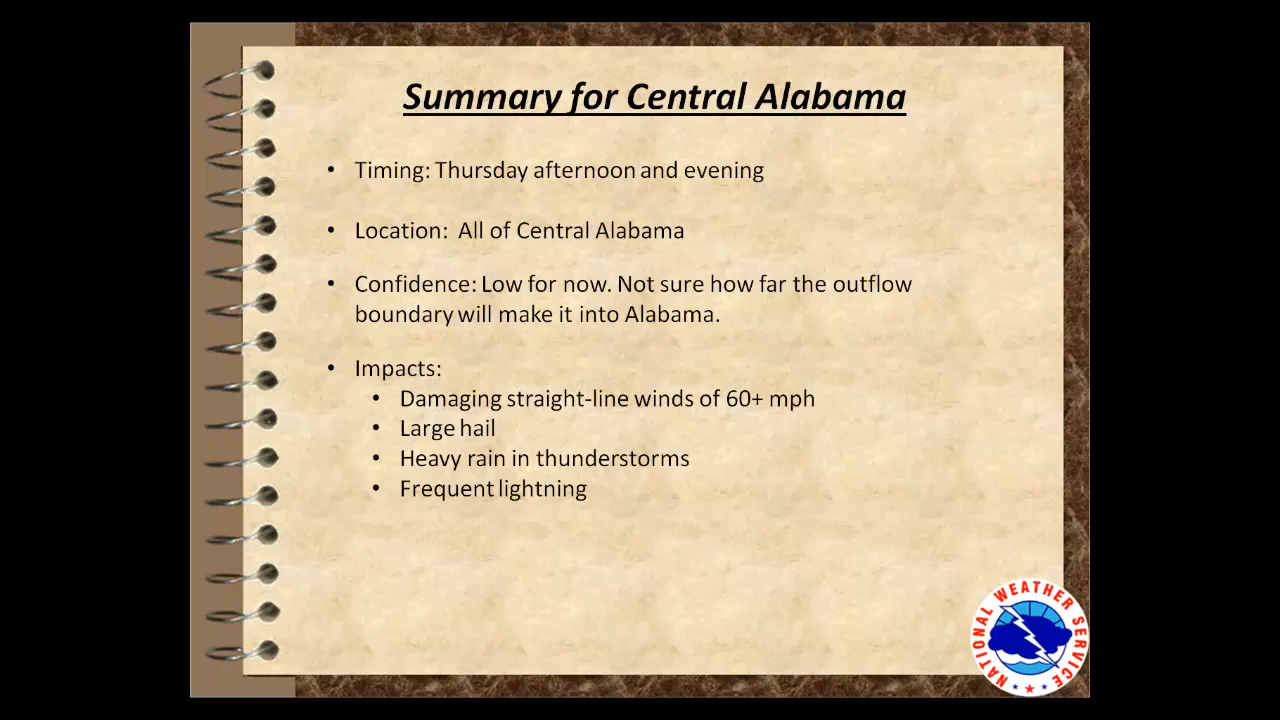 Summary for Central Alabama
• Timing: Thursday afternoon and evening
• Location: All of Central Alabama
• Confidence: Low for now. Not sure how far the outflow
boundary will make it into Alabama.
• Impacts:
• Damaging straight-line winds of 60+ mph
• Large hail
• Heavy rain in thunderstorms
• Frequent lightning
NATIONAL WEATHER SERVICE